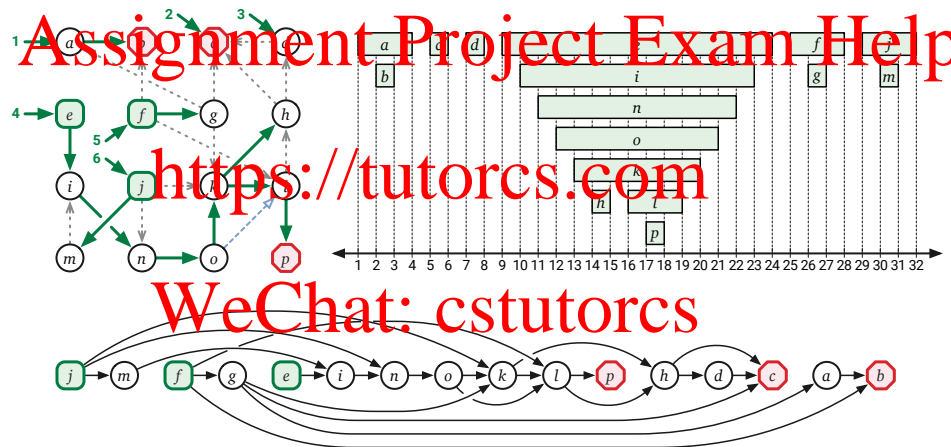 Assignment Project Exam Help
https://tutorcs.com
WeChat: cstutorcs
1 2 3
a
4 e f g h
5
6
i j k
m n o p
a c d e f j
b i g m
n
o
k
h l
p
1 2 3 4 5 6 7 8 9 10 11 12 13 14 15 16 17 18 19 20 21 22 23 24 25 26 27 28 29 30 31 32
j m f g e i n o k l p h d c a b